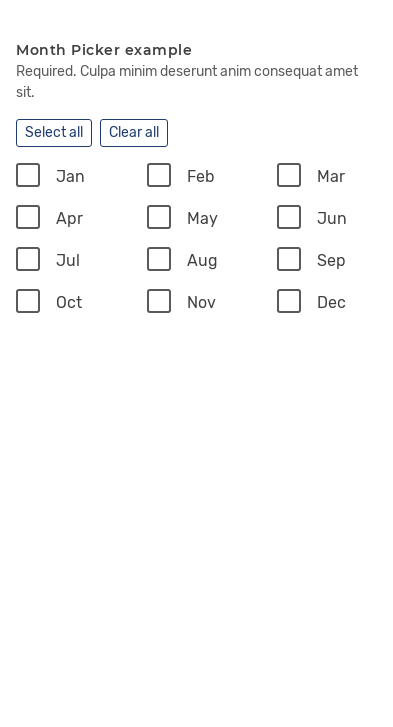 Month Picker example
Required. Culpa minim deserunt anim consequat amet
sit.
Select all Clear all
Jan Feb Mar
Apr May Jun
Jul Aug Sep
Oct Nov Dec